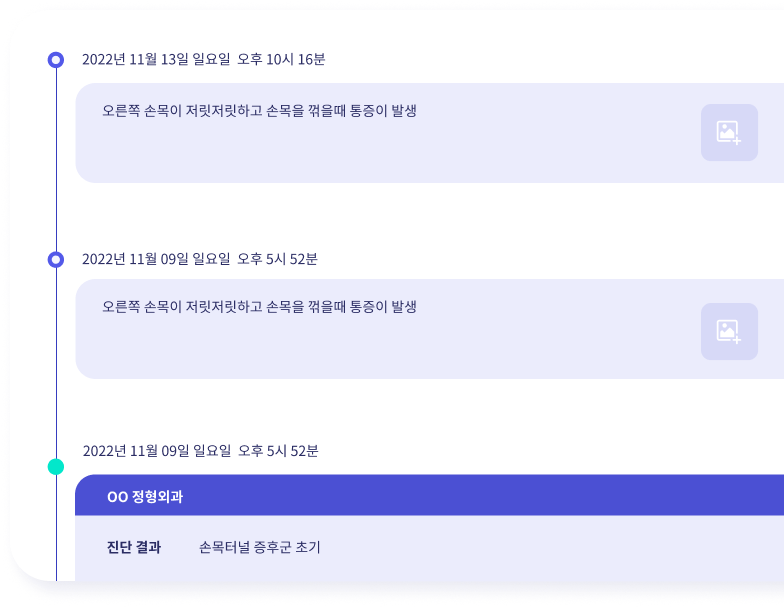 2022년 11월 13일 일요일 오후 10시 16분
오른쪽 손목이 저릿저릿하고 손목을 꺾을때 통증이 발생
2022년 11월 09일 일요일 오후 5시 52분
오른쪽 손목이 저릿저릿하고 손목을 꺾을때 통증이 발생
2022년 11월 09일 일요일 오후 5시 52분
OO 정형외과
진단 결과 손목터널 증후군 초기